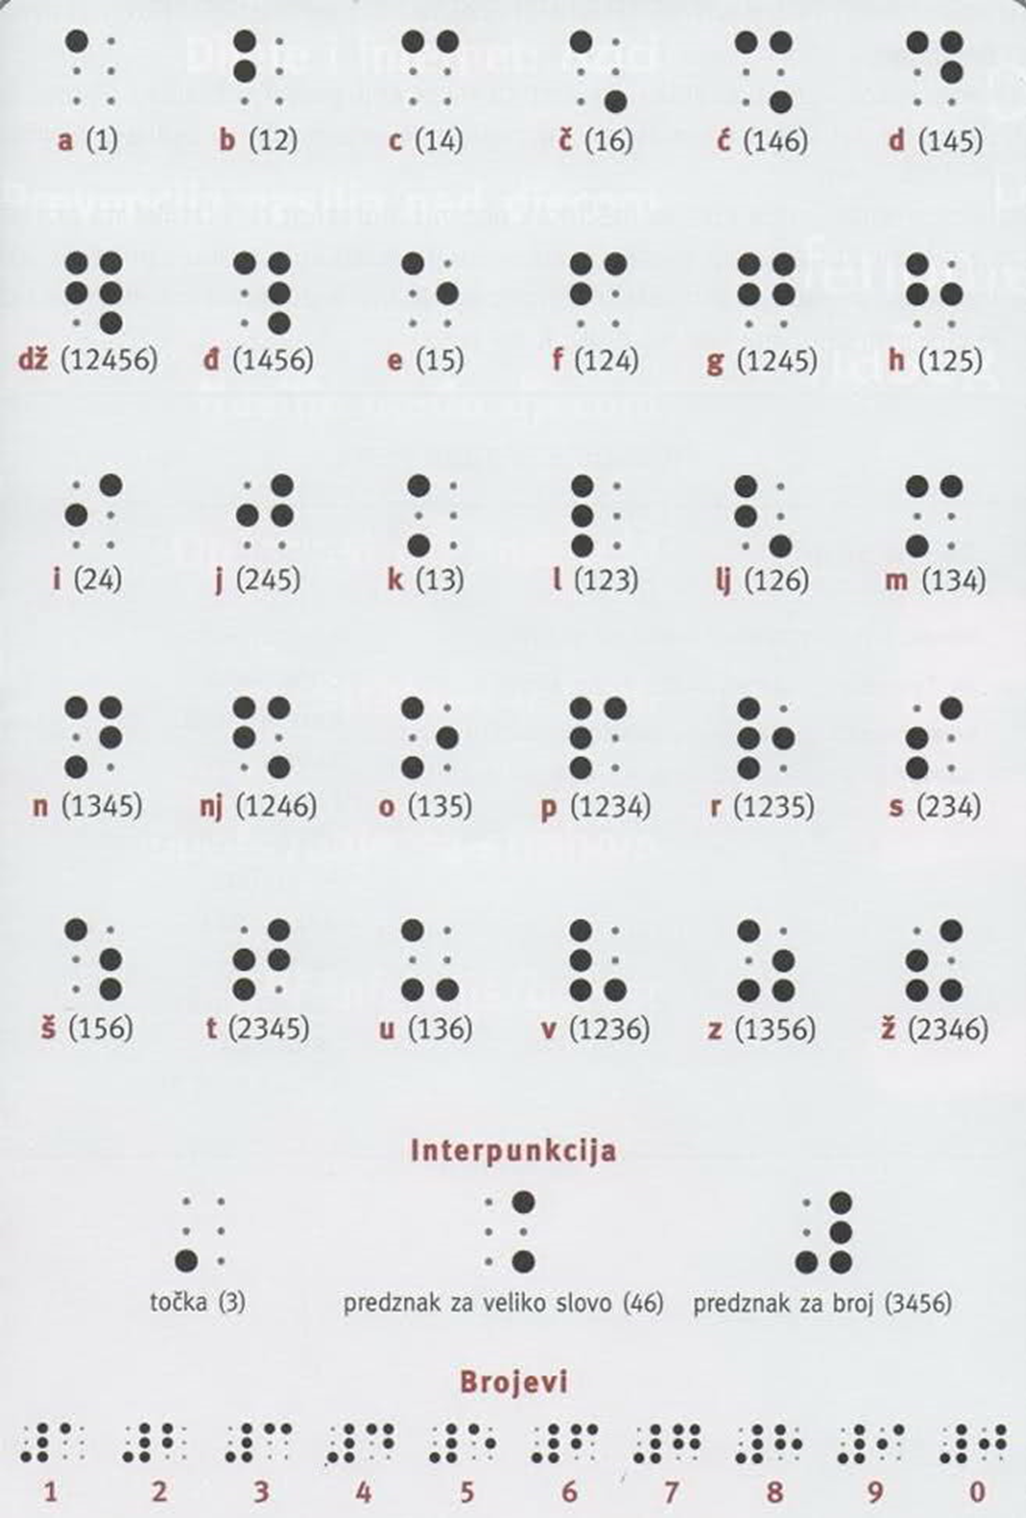 a (1) b (12) c (14) č (16) ć (146) d (145)
dž (12456) đ (1456) e (15) f (124) g (1245) h (125)
i (24) j (245) k (13) l (123) lj (126) m (134)
n (1345) nj (1246) o (135) p (1234) r (1235) s (234)
š (156) t (2345) u (136) v (1236) z (1356) ž (2346)
Interpunkcija
točka (3) predznak za veliko slovo (46) predznak za broj (3456)
Brojevi
1 2 3 4 5 6 7 8 9 0